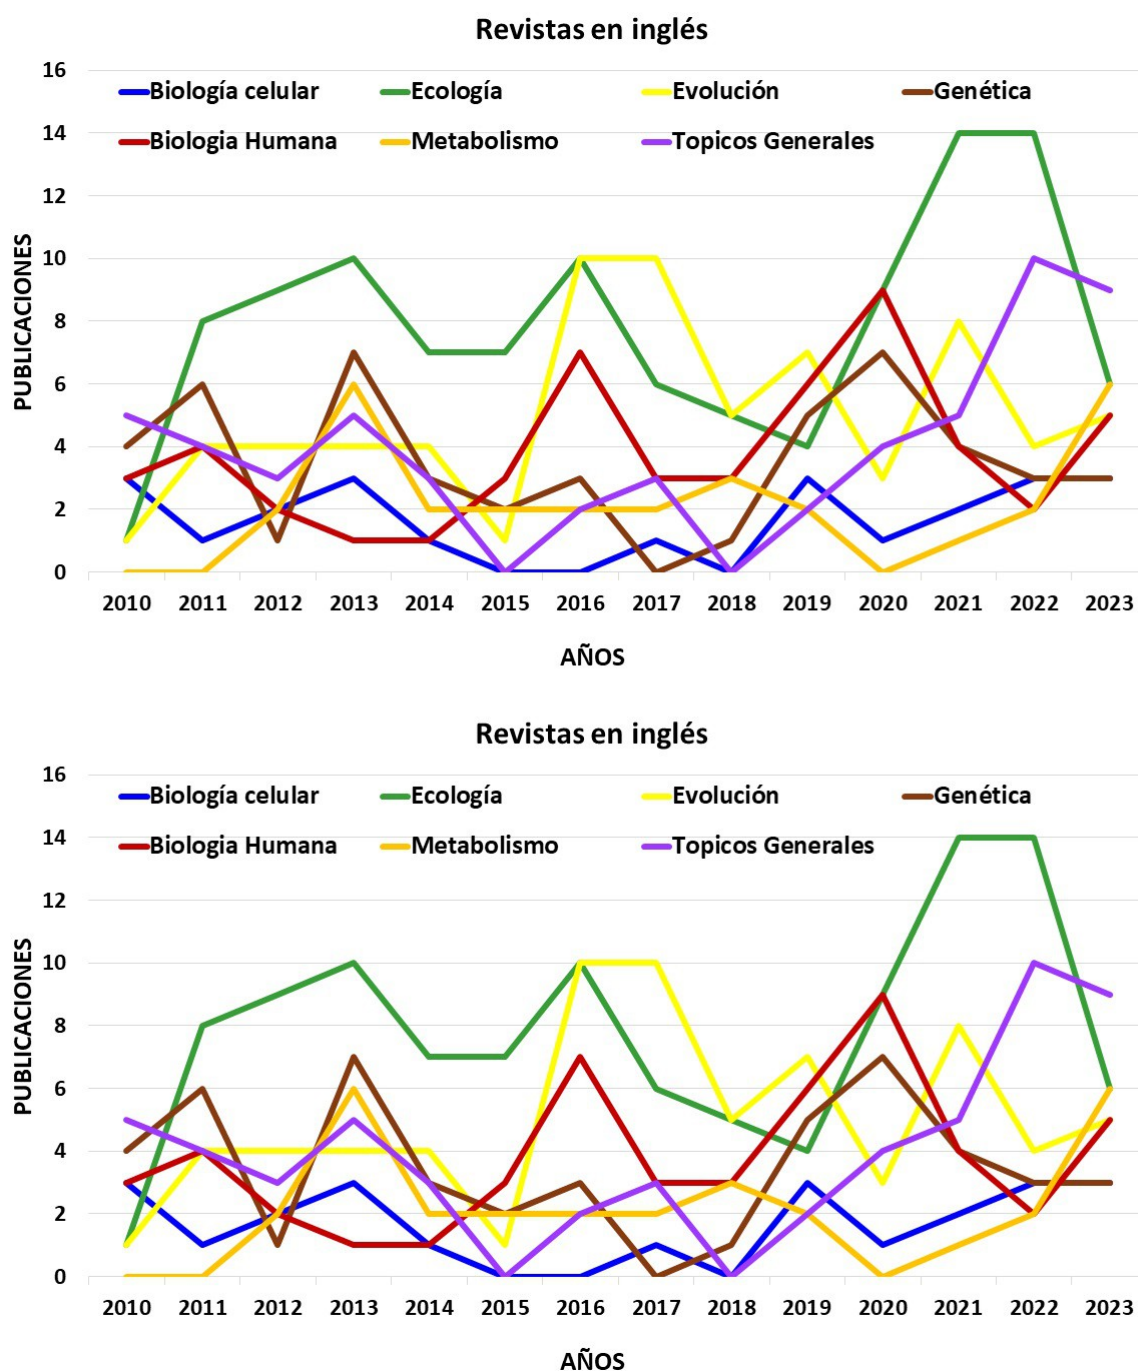 Revistas en inglés
16
Biología celular Ecología Evolución Genética
14
Biologia Humana Metabolismo Topicos Generales
12
10
8
6
4
2
0
PUBLICACIONES
2010 2011 2012 2013 2014 2015 2016 2017 2018 2019 2020 2021 2022 2023
AÑOS
Revistas en inglés
16
Biología celular Ecología Evolución Genética
14
Biologia Humana Metabolismo Topicos Generales
12
10
8
6
4
2
0
PUBLICACIONES
2010 2011 2012 2013 2014 2015 2016 2017 2018 2019 2020 2021 2022 2023
AÑOS